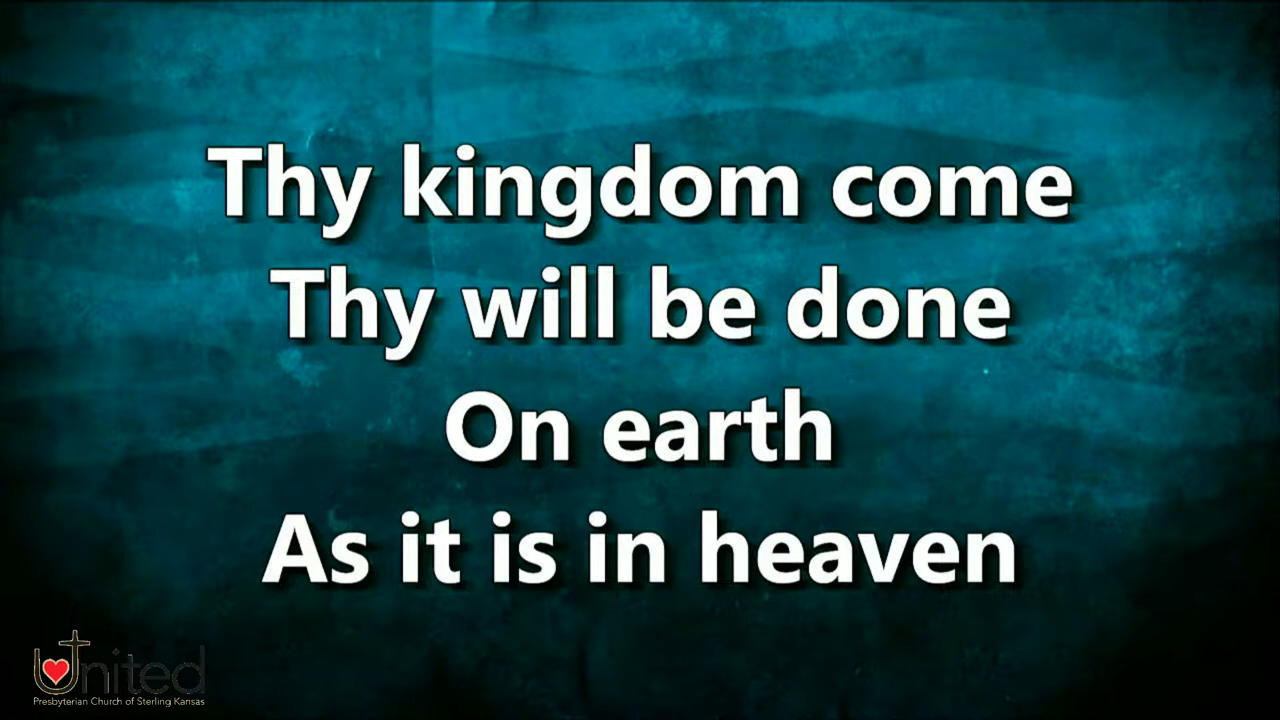 Thy kingdom come
Thy will be done
On earth
As it is in heaven
United
Presbyterian Church of Sterling Kansas